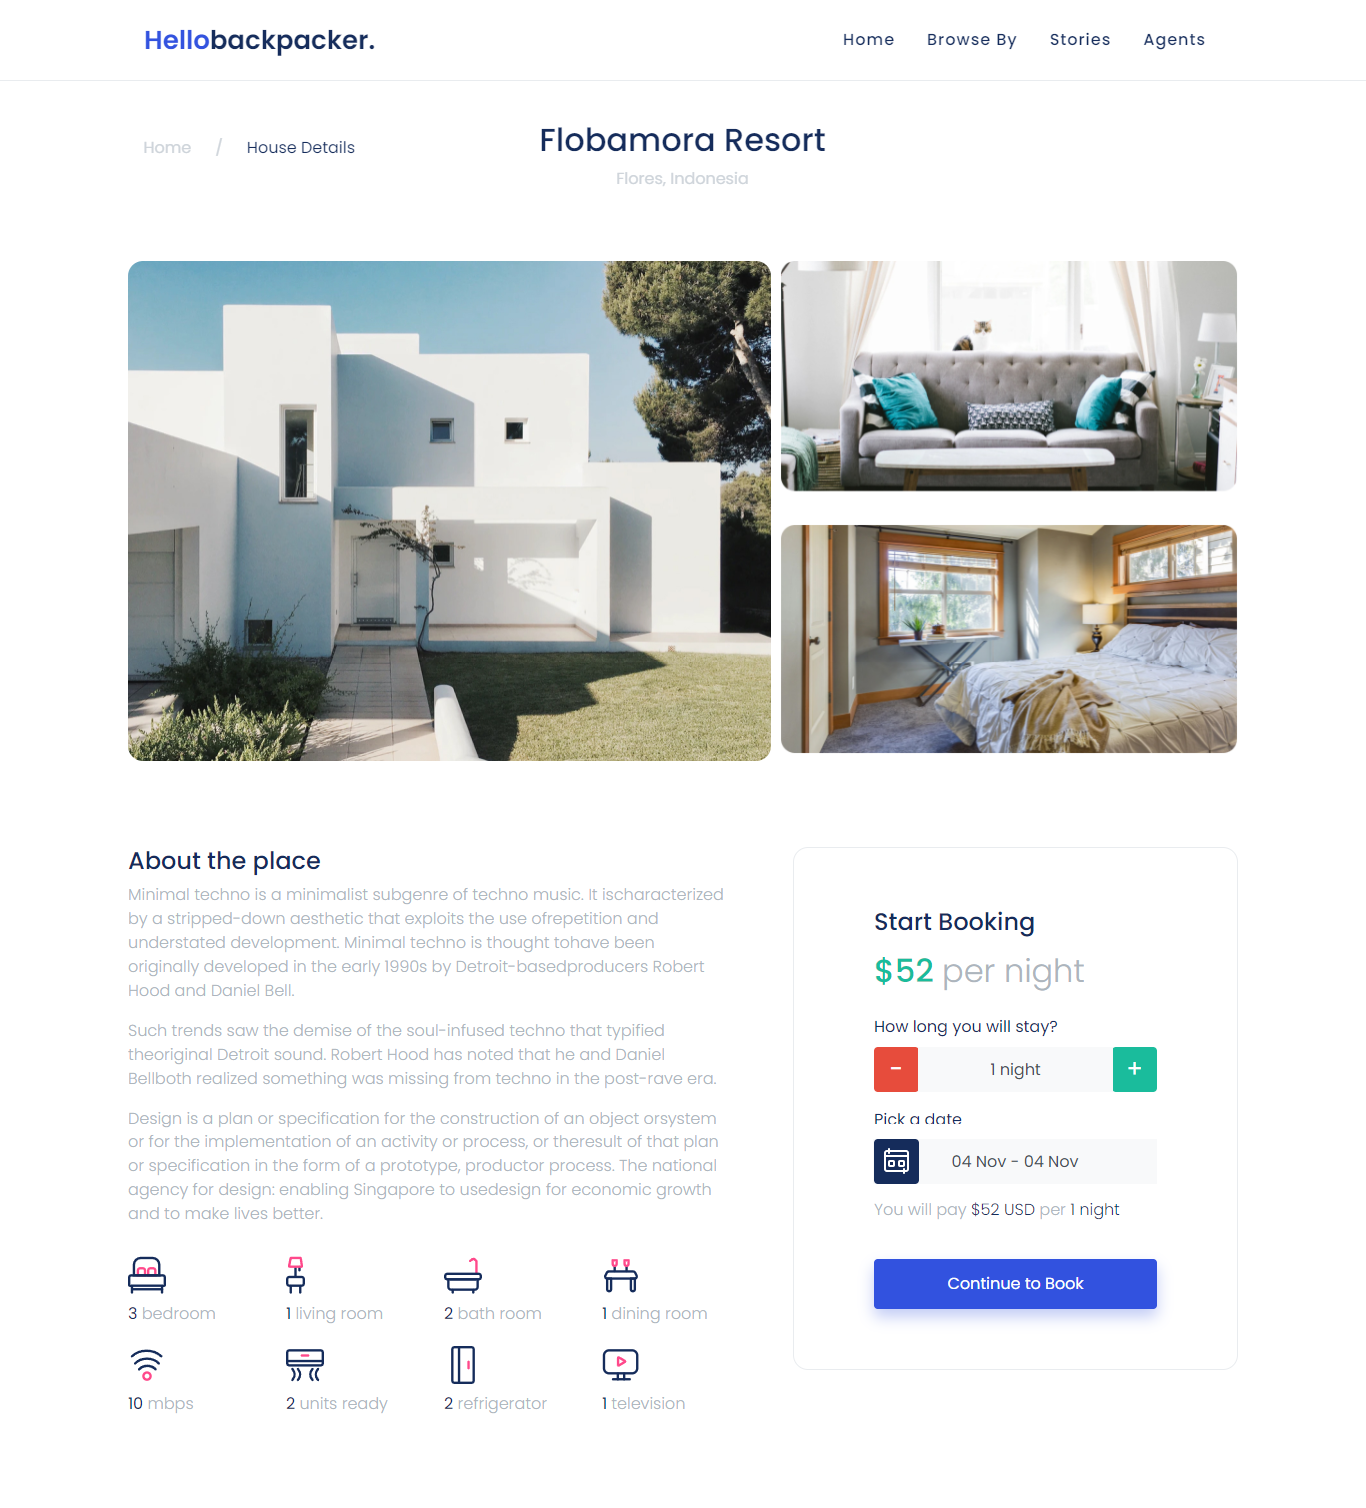 Hellobackpacker.
Home Browse By Stories Agents
Home / House Details
Flobamora Resort
Flores, Indonesia
About the place
Minimal techno is a minimalist subgenre of techno music. It ischaracterized
by a stripped-down aesthetic that exploits the use ofrepetition and
understated development. Minimal techno is thought tohave been
originally developed in the early 1990s by Detroit-basedproducers Robert
Hood and Daniel Bell.
Such trends saw the demise of the soul-infused techno that typified
theoriginal Detroit sound. Robert Hood has noted that he and Daniel
Bellboth realized something was missing from techno in the post-rave era.
Design is a plan or specification for the construction of an object orsystem
or for the implementation of an activity or process, or theresult of that plan
or specification in the form of a prototype, productor process. The national
agency for design: enabling Singapore to usedesign for economic growth
and to make lives better.
3 bedroom
1 living room
2 bath room
1 dining room
10 mbps
2 units ready
2 refrigerator
1 television
Start Booking
$52 per night
How long you will stay?
- 1 night +
Pick a date
04 Nov - 04 Nov
You will pay $52 USD per 1 night
Continue to Book